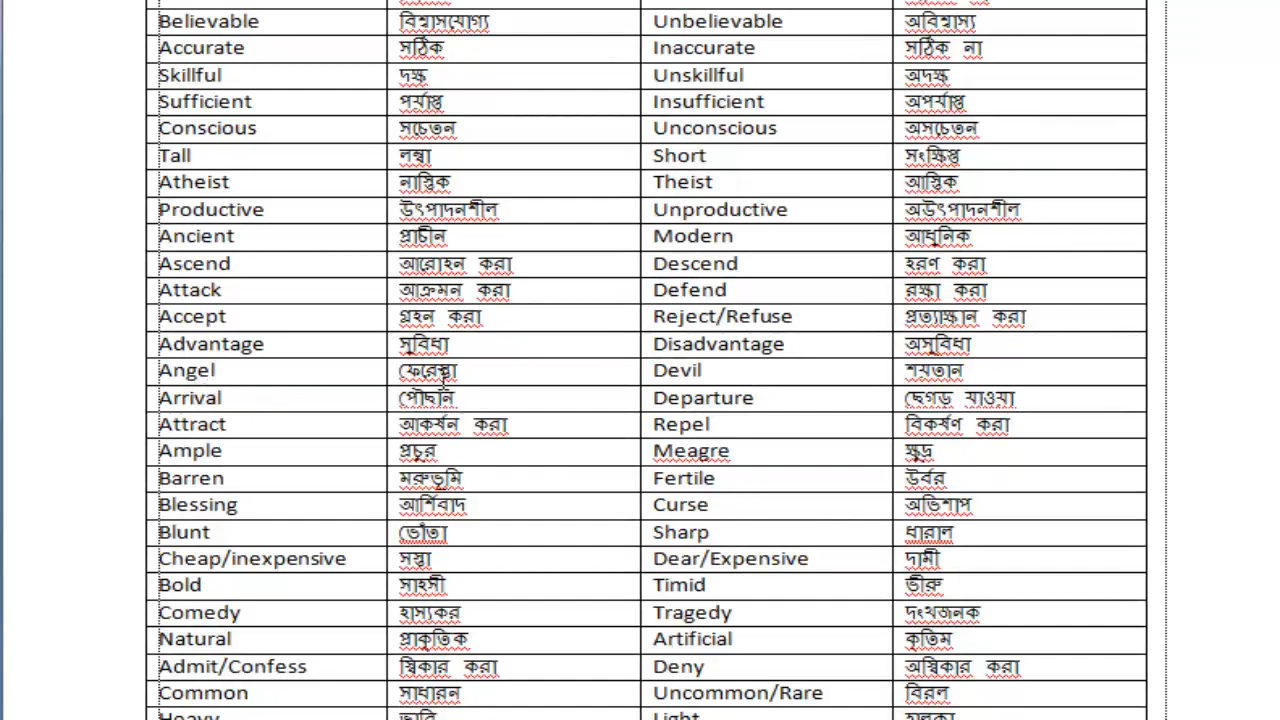 Believable বিশ্বাসযোগ্য Unbelievable অবিশ্বাস্য
Accurate সঠিক Inaccurate সঠিক না
Skillful দক্ষ Unskillful অদক্ষ
Sufficient পর্যাপ্ত Insufficient অপর্যাপ্ত
Conscious সচেতন Unconscious অসচেতন
Tall লম্বা Short সংক্ষিপ্ত
Atheist নাস্তিক Theist আস্তিক
Productive উৎপাদনশীল Unproductive অউৎপাদনশীল
Ancient প্রাচীন Modern আধুনিক
Ascend আরোহন করা Descend হরণ করা
Attack আক্রমন করা Defend রক্ষা করা
Accept গ্রহন করা Reject/Refuse প্রত্যাক্ষান করা
Advantage সুবিধা Disadvantage অসুবিধা
Angel Devil শয়তান
Arrival পৌছনি Departure যাওয়া
Attract আকর্ষন করা Repel বিকর্ষণ করা
Ample প্রচুর Meagre ক্ষুদ্র
Barren মরুভূমি Fertile উর্বর
Blessing আর্শিবাদ Curse অভিশাপ
Blunt ভোঁতা Sharp ধারাল
Cheap/inexpensive সস্তা Dear/Expensive দামী
Bold সাহসী Timid ভীরু
Comedy হাস্যকর Tragedy দংখজনক
Natural প্রাকৃতিক Artificial কৃতিম
Admit/Confess স্বিকার করা Deny অস্বিকার করা
Common সাধারন Uncommon/Rare বিরল
Heavy ভারি Light হালকা